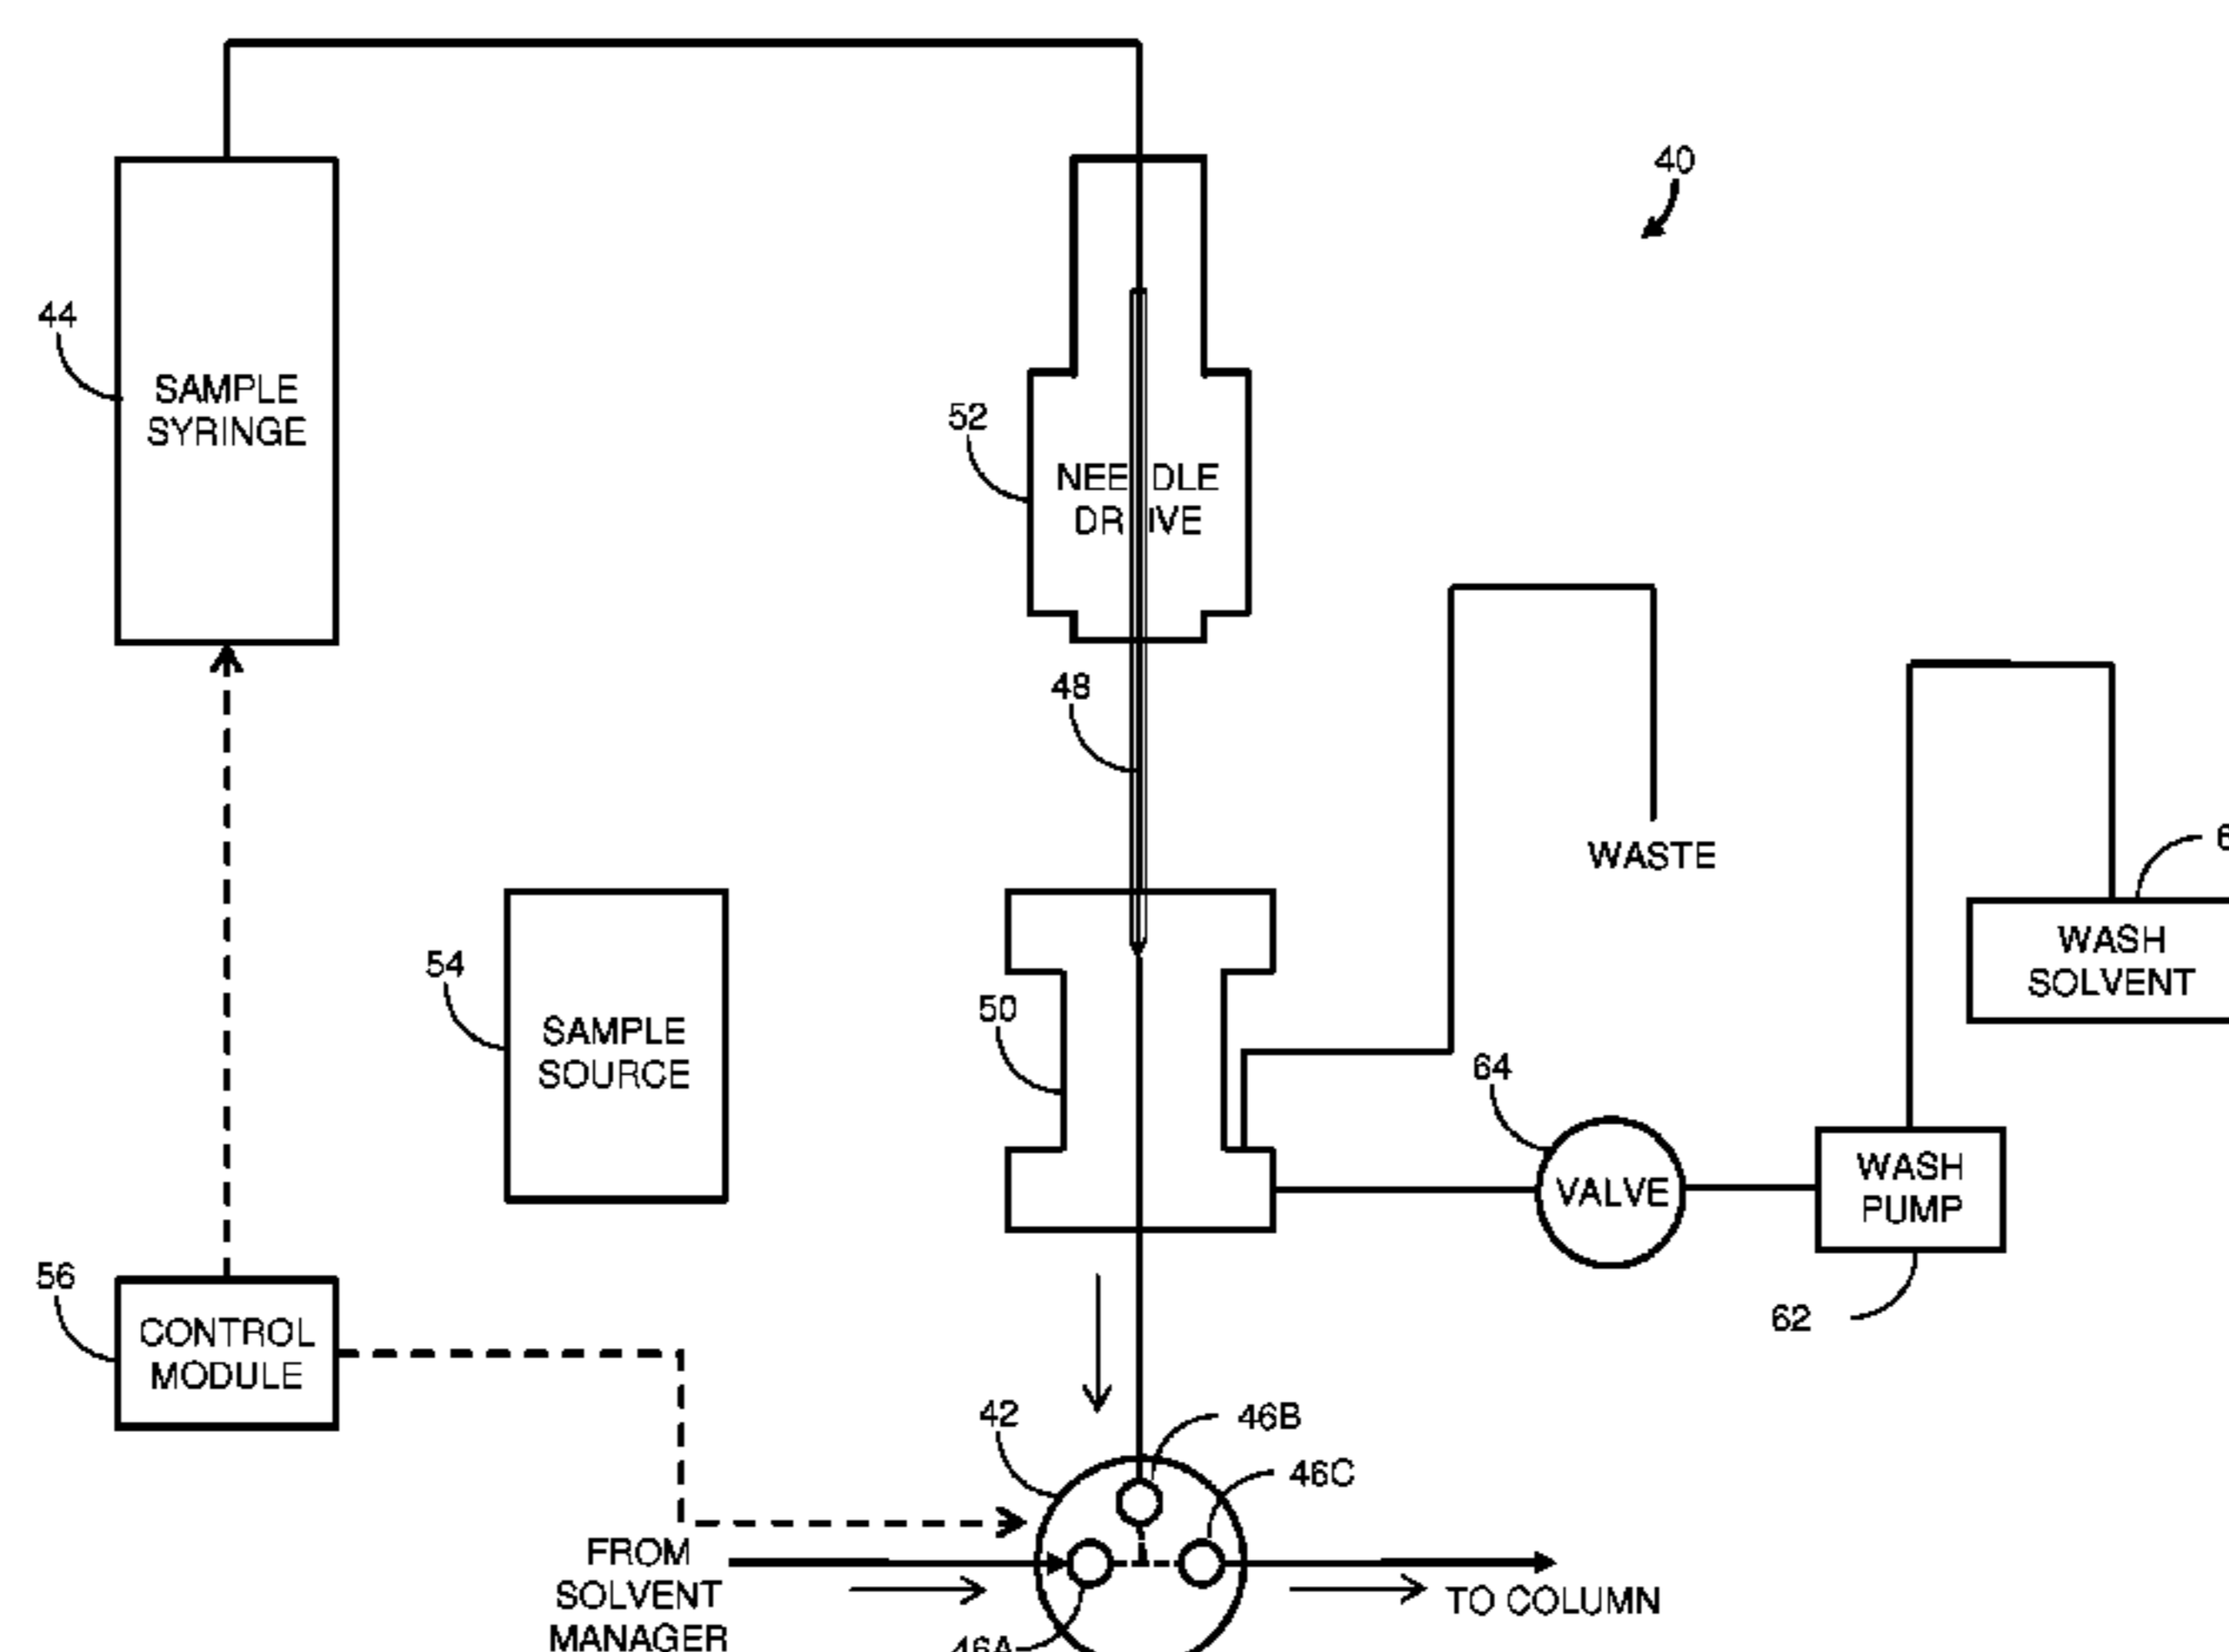 40
44
SAMPLE
SYRINGE
52
NEEDLE
DRIVE
48
WASTE
WASH
SOLVENT
54
SAMPLE
SOURCE
50
64
VALVE
WASH
PUMP
62
56
CONTROL
MODULE
42
46B
46C
FROM
SOLVENT
MANAGER
TO COLUMN
46A